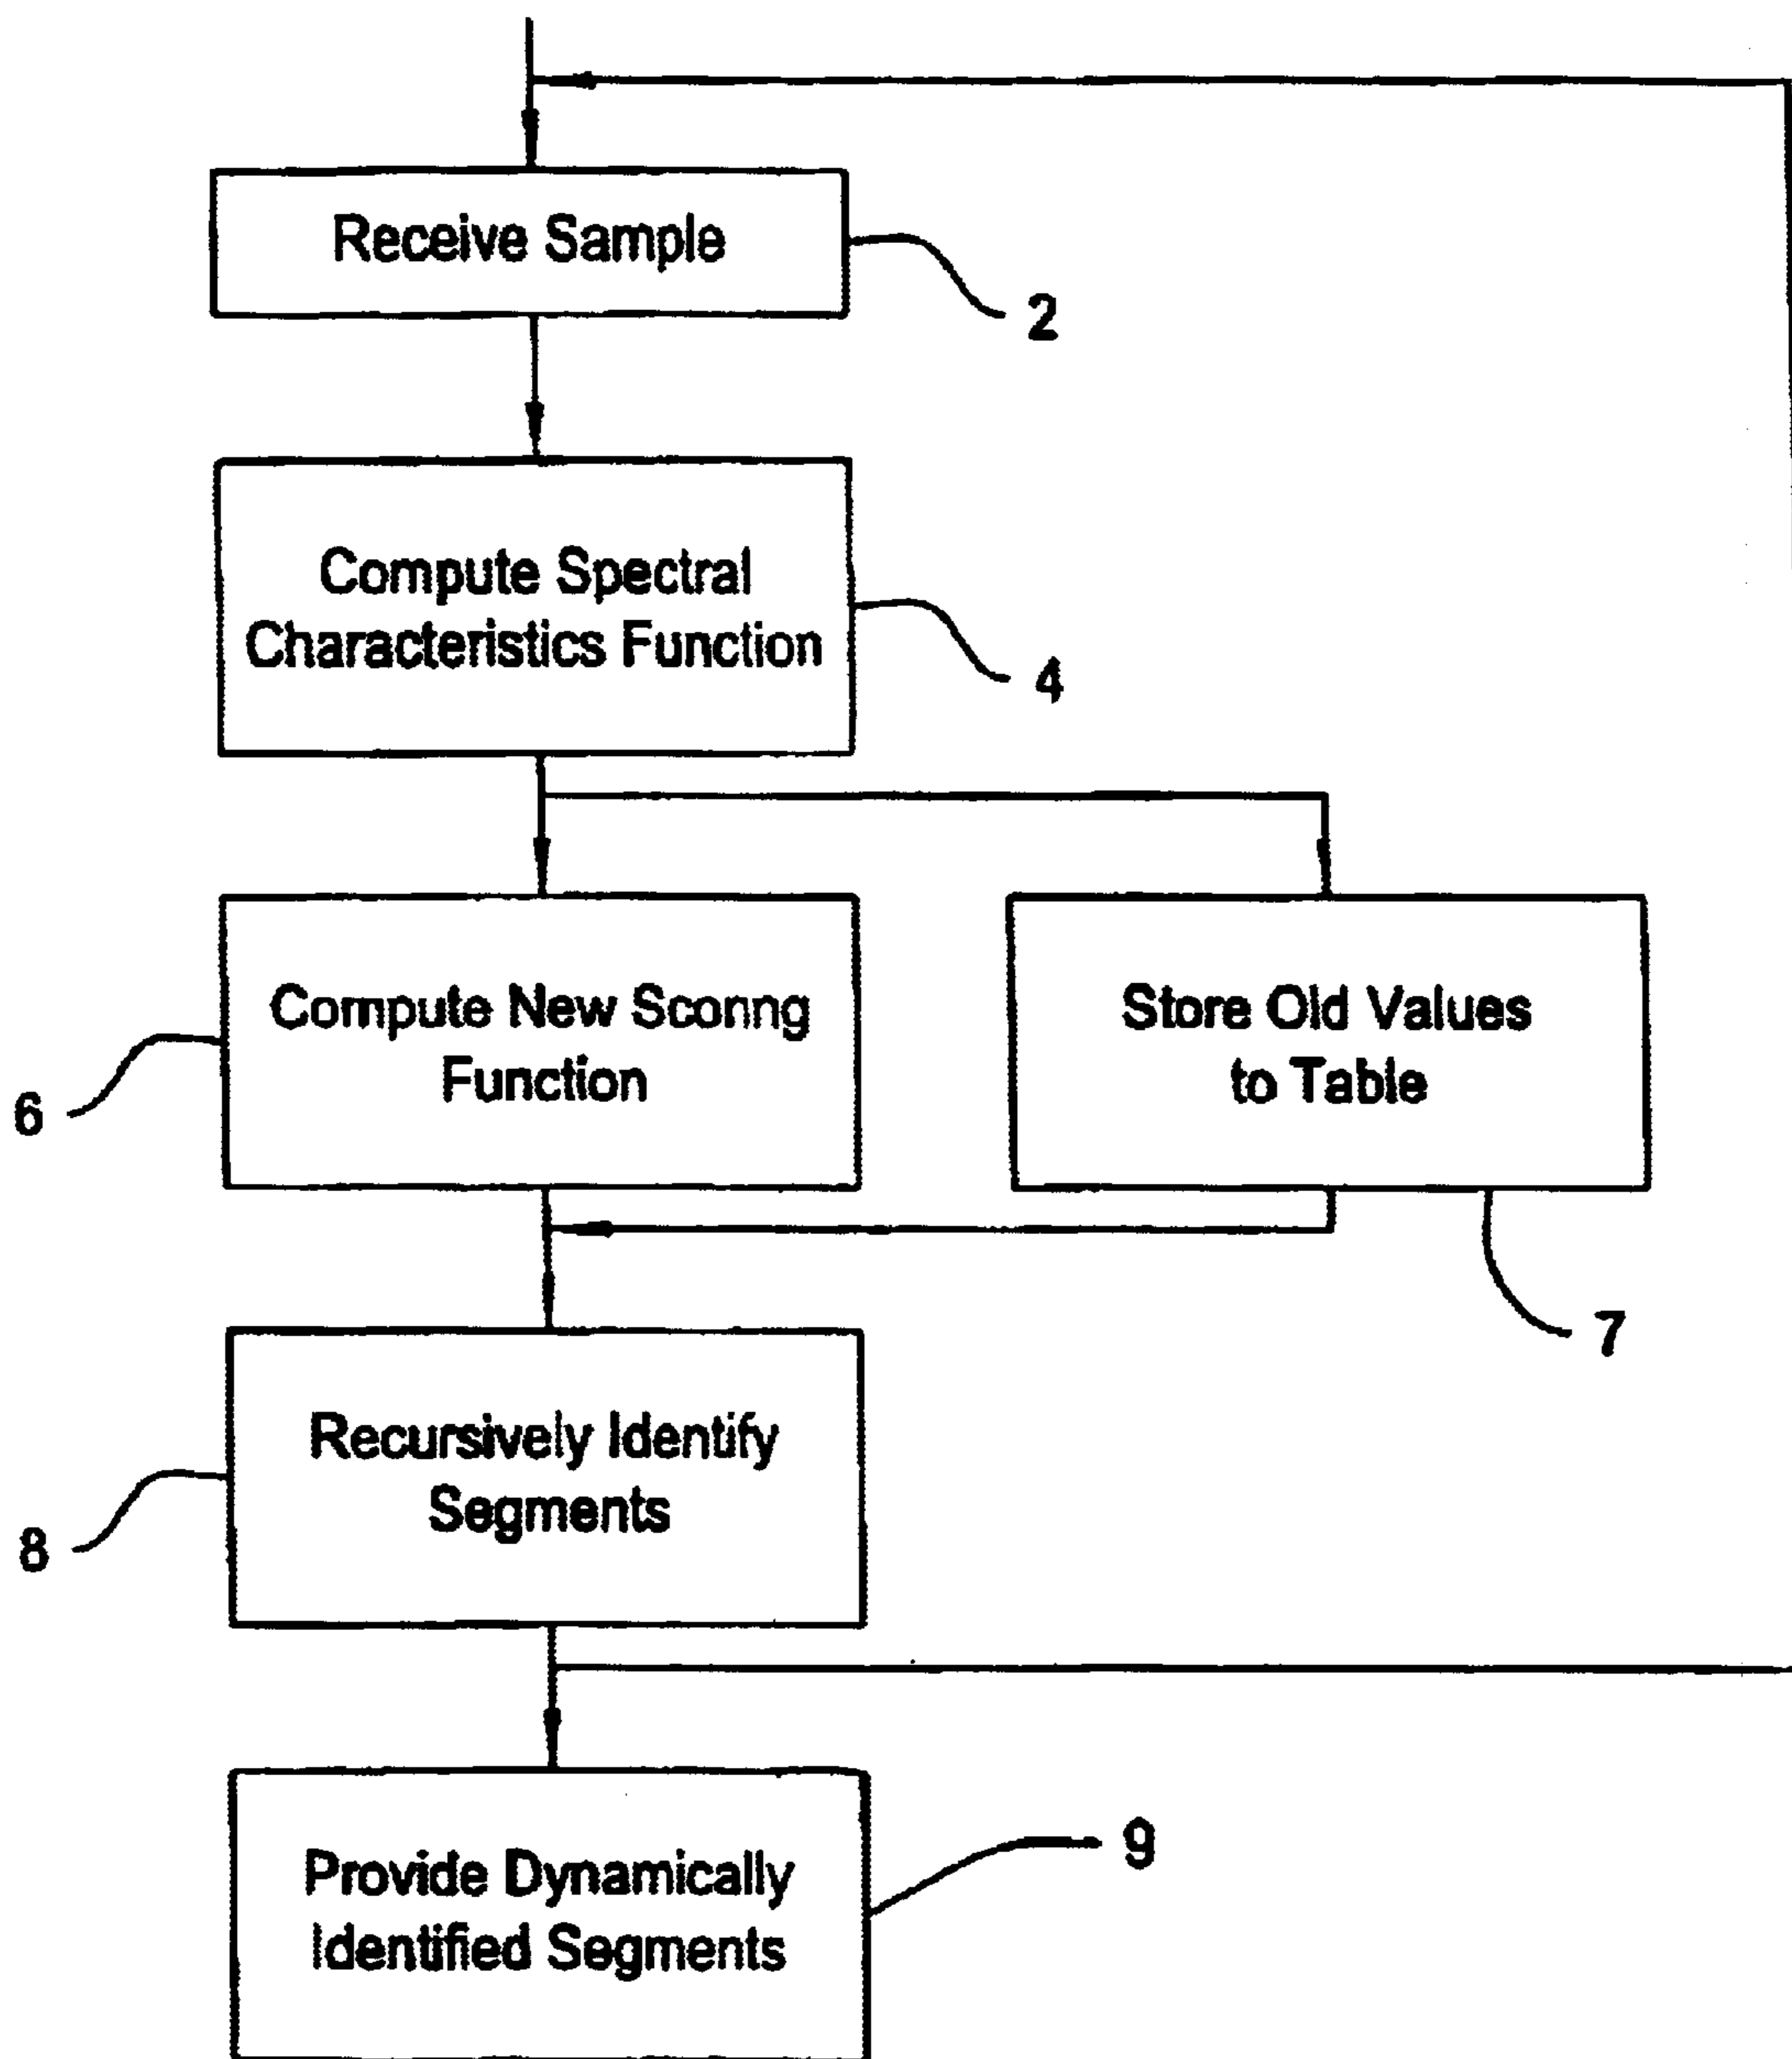 Receive Sample
2
Compute Spectral
Characteristics Function
4
Compute New Scoring
Function
6
Store Old Values
to Table
7
Recursively Identify
Segments
8
Provide Dynamically
Identified Segments
9